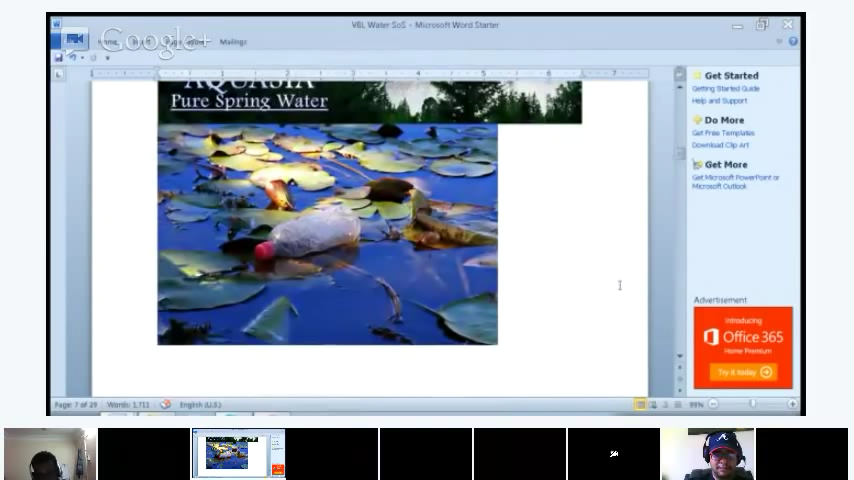 VBL Water SoS - Microsoft Word Starter
Google+
Mailings
Pure Spring Water
Get Started
Getting Started Guide
Help and Support
Do More
Get Free Templates
Download Clip Art
Get More
Get Microsoft PowerPoint or
Microsoft Outlook
Advertisement
Introducing
Office 365
Home Premium
Try it today
Page: 7 of 29 Words: 1,711 English (U.S.) 99%